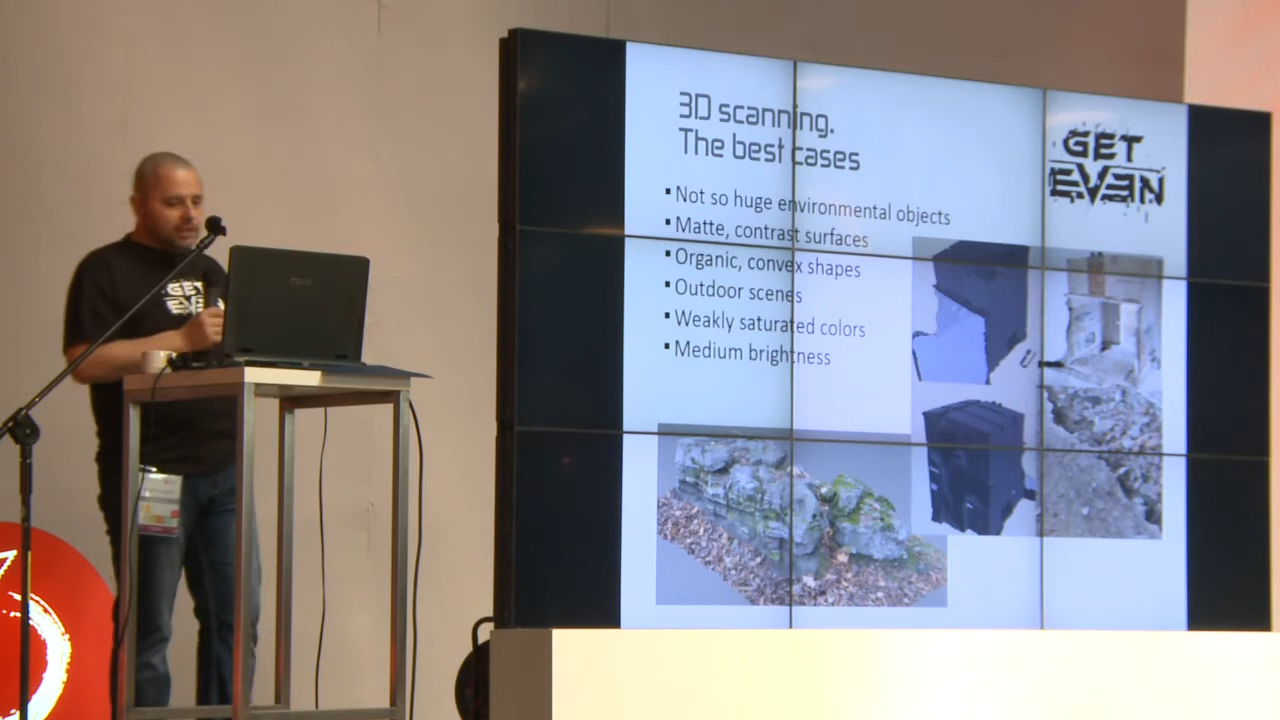 3D scanning.
The best cases
GET
EVEN
▪ Not so huge environmental objects
▪ Matte, contrast surfaces
▪ Organic, convex shapes
▪ Outdoor scenes
▪ Weakly saturated colors
▪ Medium brightness
GET
EVEN
ASUS